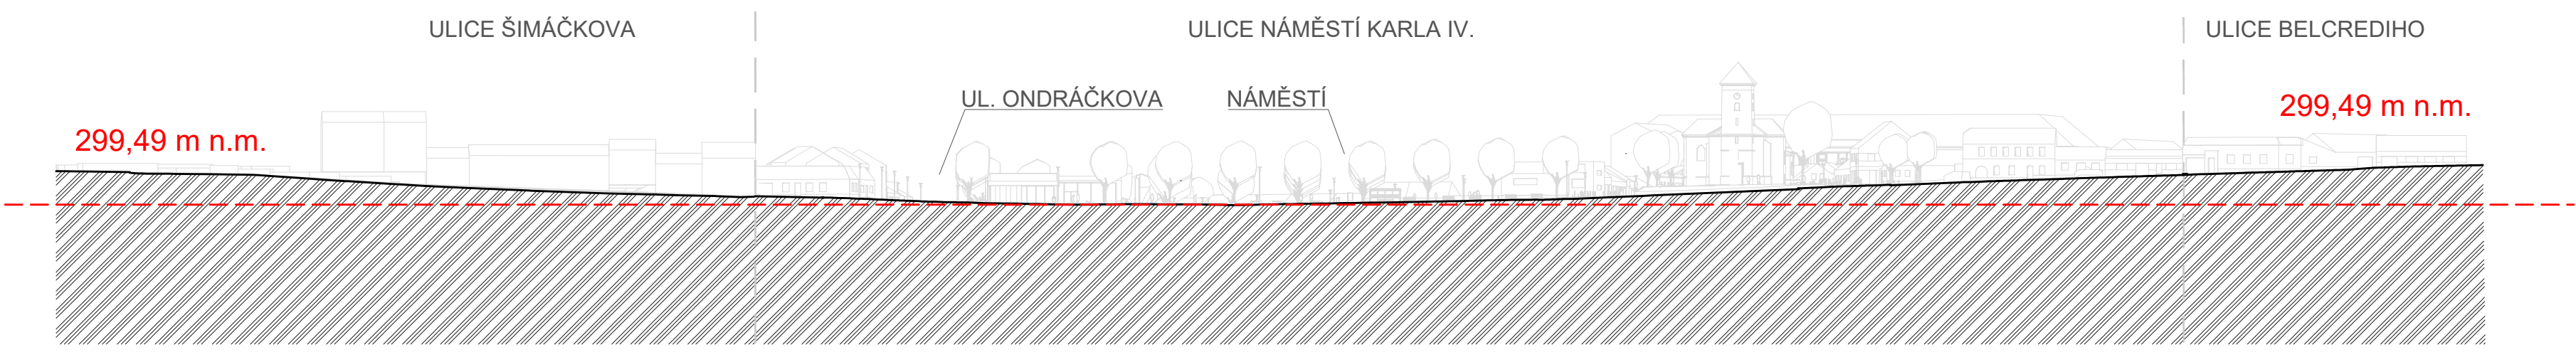 ULICE ŠIMÁČKOVA
ULICE NÁMĚSTÍ KARLA IV.
ULICE BELCREDIHO
UL. ONDRÁČKOVA
NÁMĚSTÍ
299,49 m n.m.
299,49 m n.m.